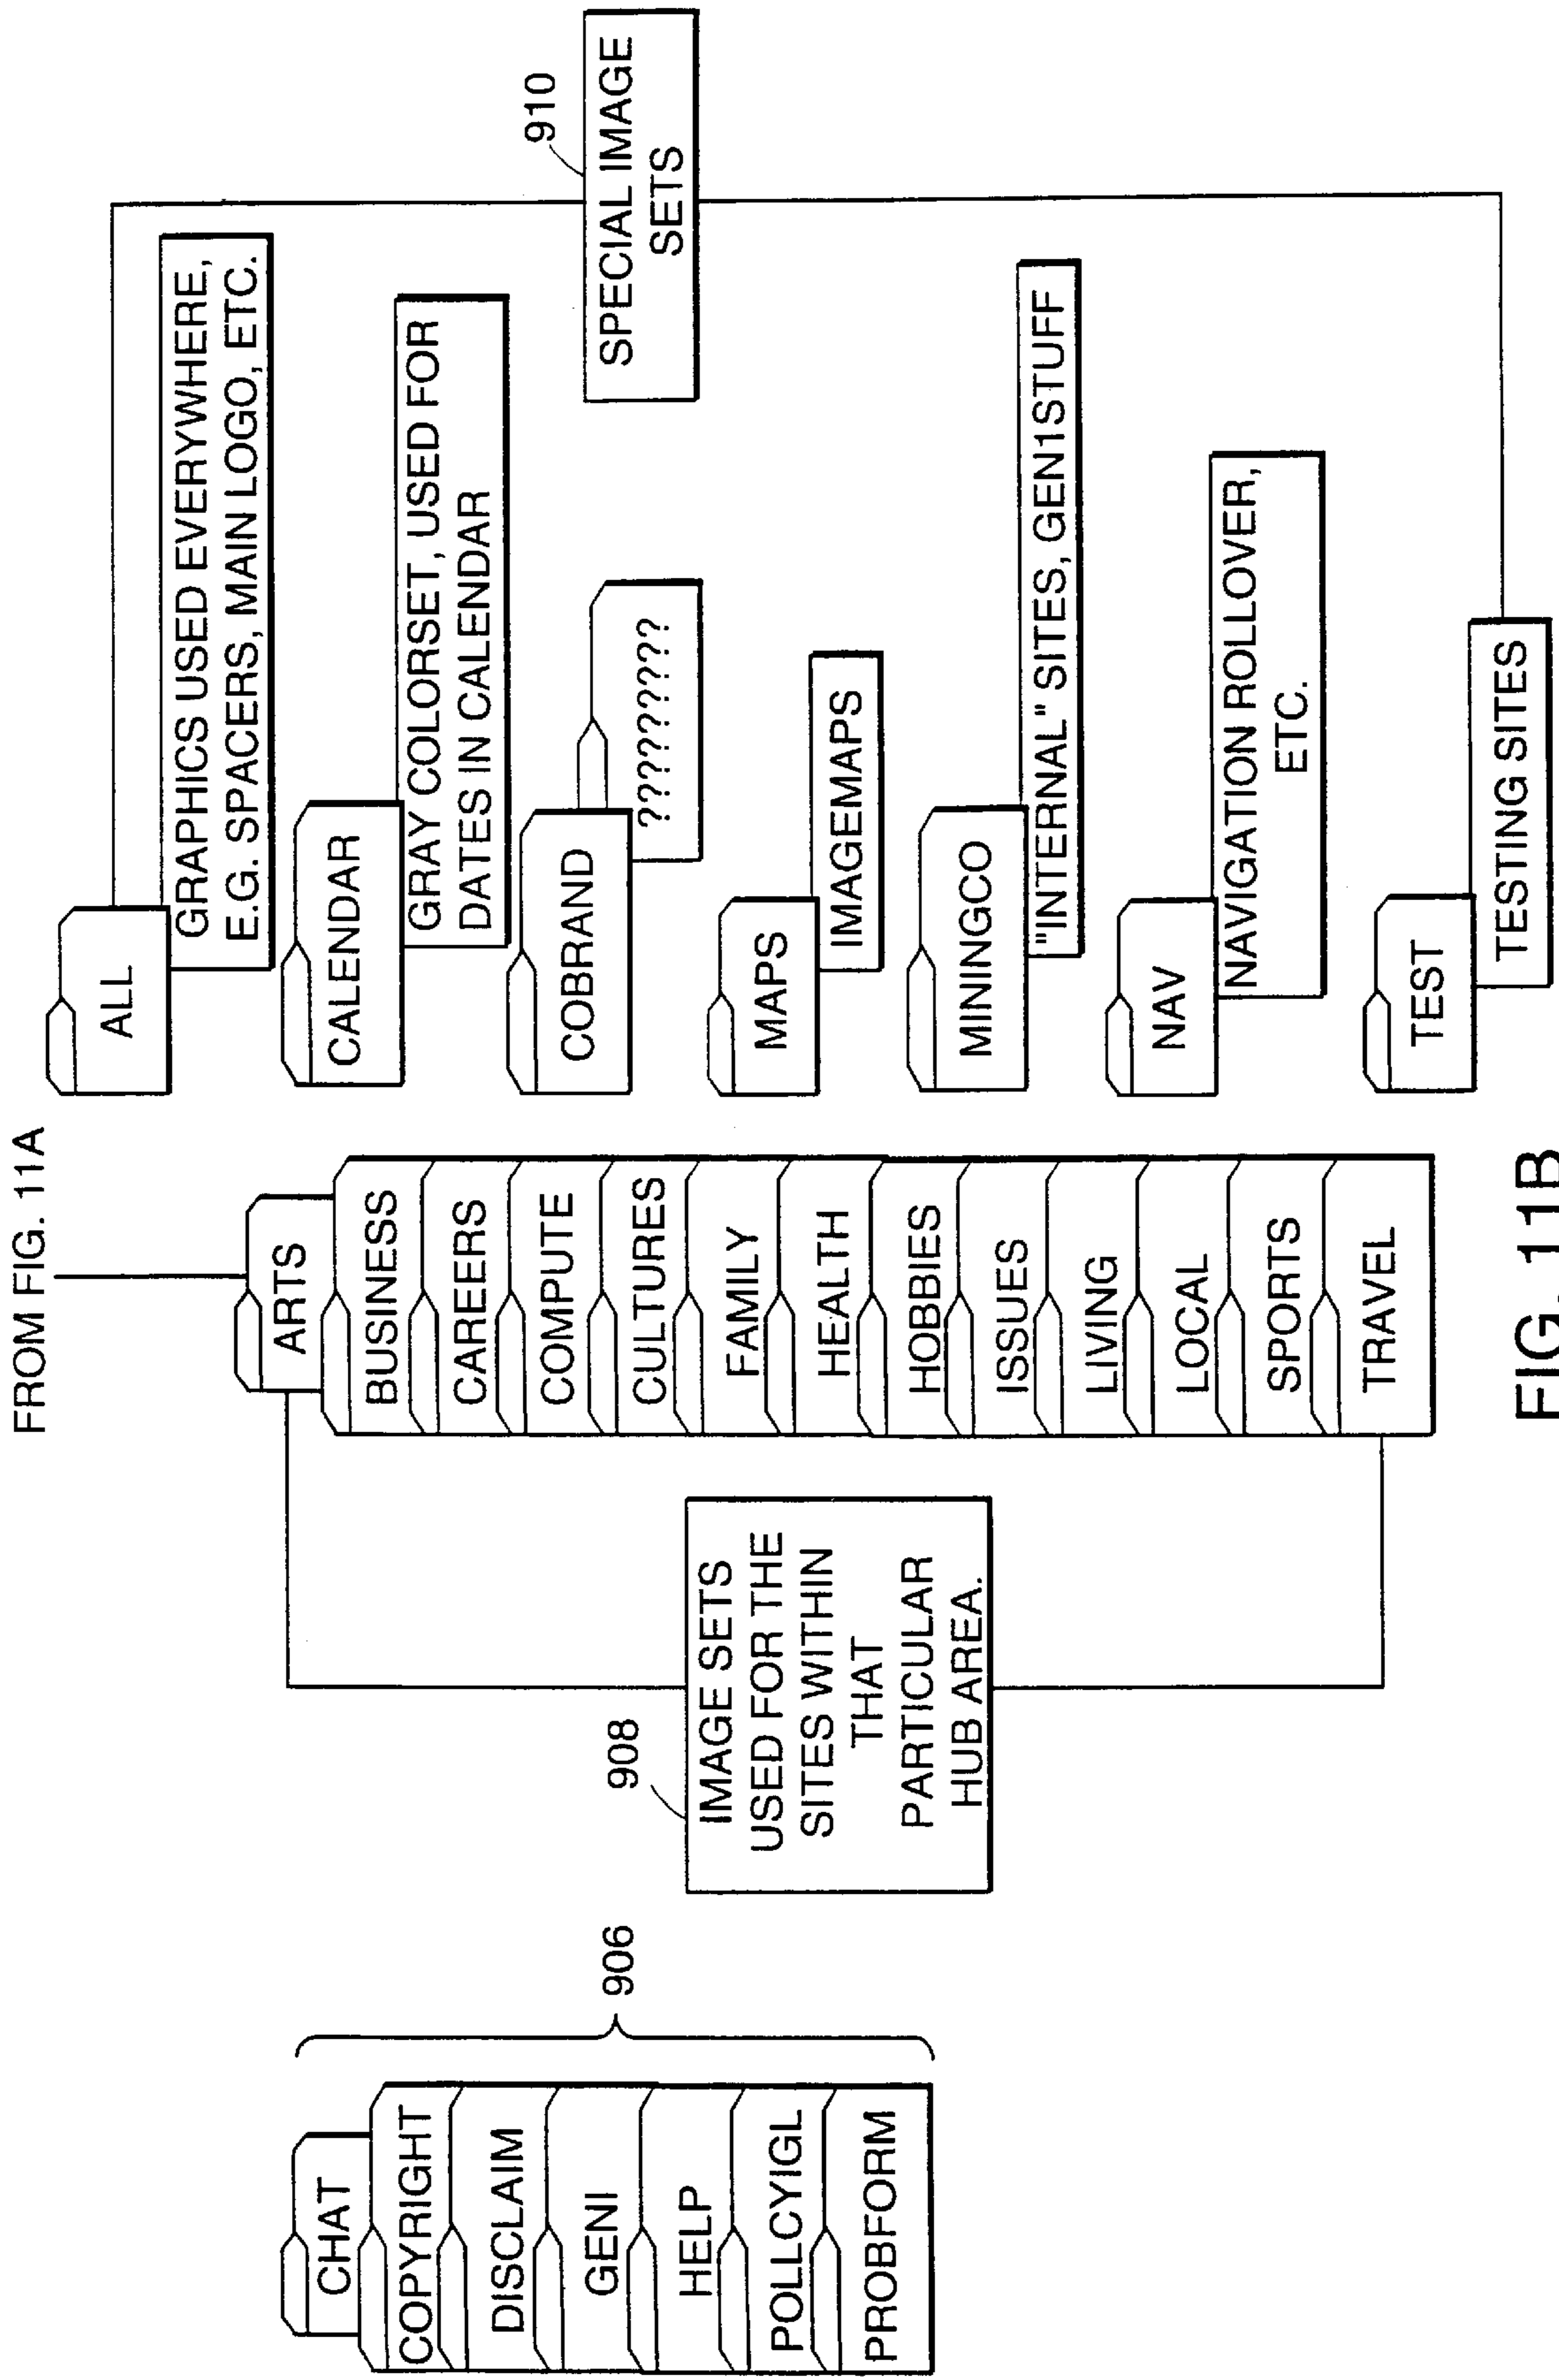 FROM FIG. 11A
CHAT
COPYRIGHT
DISCLAIM
GENI
HELP
POLLCYIGL
PROBFORM
906
908
IMAGE SETS
USED FOR THE
SITES WITHIN
THAT
PARTICULAR
HUB AREA.
ARTS
BUSINESS
CAREERS
COMPUTE
CULTURES
FAMILY
HEALTH
HOBBIES
ISSUES
LIVING
LOCAL
SPORTS
TRAVEL
ALL
GRAPHICS USED EVERYWHERE,
E.G. SPACERS, MAIN LOGO, ETC.
CALENDAR
GRAY COLORSET, USED FOR
DATES IN CALENDAR
COBRAND
?????????
MAPS
IMAGEMAPS
MININGCO
"INTERNAL" SITES, GEN1STUFF
NAV
NAVIGATION ROLLOVER,
ETC.
TEST
TESTING SITES
910
SPECIAL IMAGE
SETS
FIG. 11B